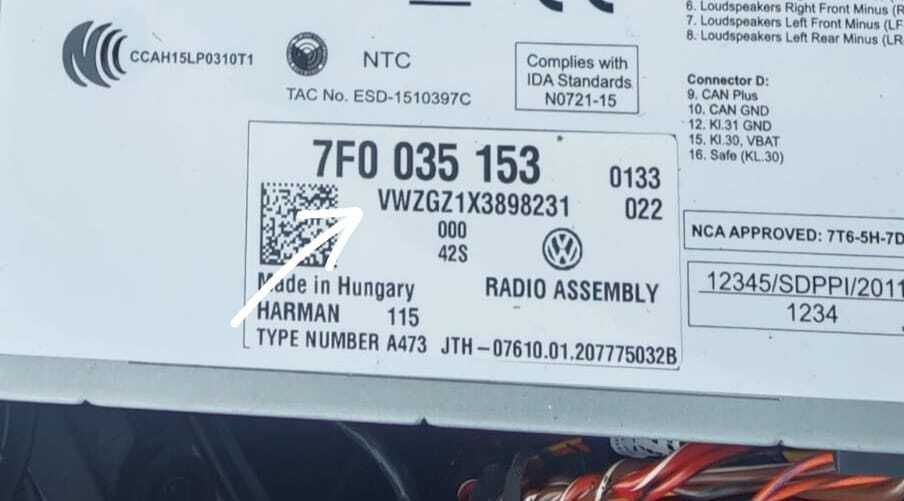 6. Loudspeakers Right Front Minus (R
7. Loudspeakers Left Front Minus (LF
8. Loudspeakers Left Rear Minus (LR
CCAH15LP0310T1
NTC
TAC No. ESD-1510397C
Complies with
IDA Standards
N0721-15
Connector D:
9. CAN Plus
10. CAN GND
12. Kl.31 GND
15. Kl.30, VBAT
16. Safe (KL.30)
7F0 035 153
0133
VWZGZ1X3898231
022
000
42S
Made in Hungary
RADIO ASSEMBLY
HARMAN 115
TYPE NUMBER A473 JTH-07610.01.207775032B
NCA APPROVED: 7T6-5H-7D
12345/SDPPI/2011
1234